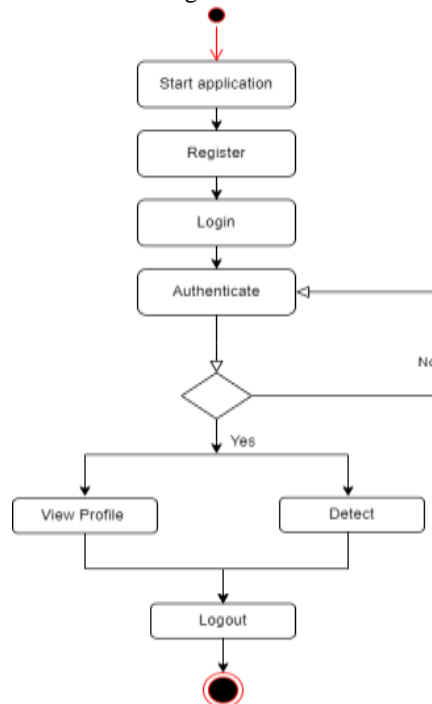 Start application
Register
Login
Authenticate
No
Yes
View Profile
Detect
Logout